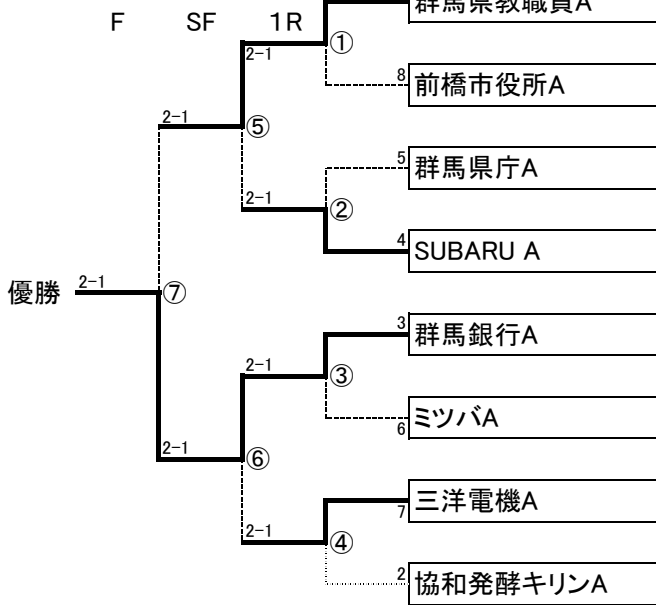 群馬県教職員A
F SF 1R
2-1 ①
8 前橋市役所A
2-1 ⑤
5 群馬県庁A
2-1 ②
4 SUBARU A
優勝 2-1 ⑦
3 群馬銀行A
2-1 ③
6 ミツバA
2-1 ⑥
7 三洋電機A
2-1 ④
2 協和発酵キリンA